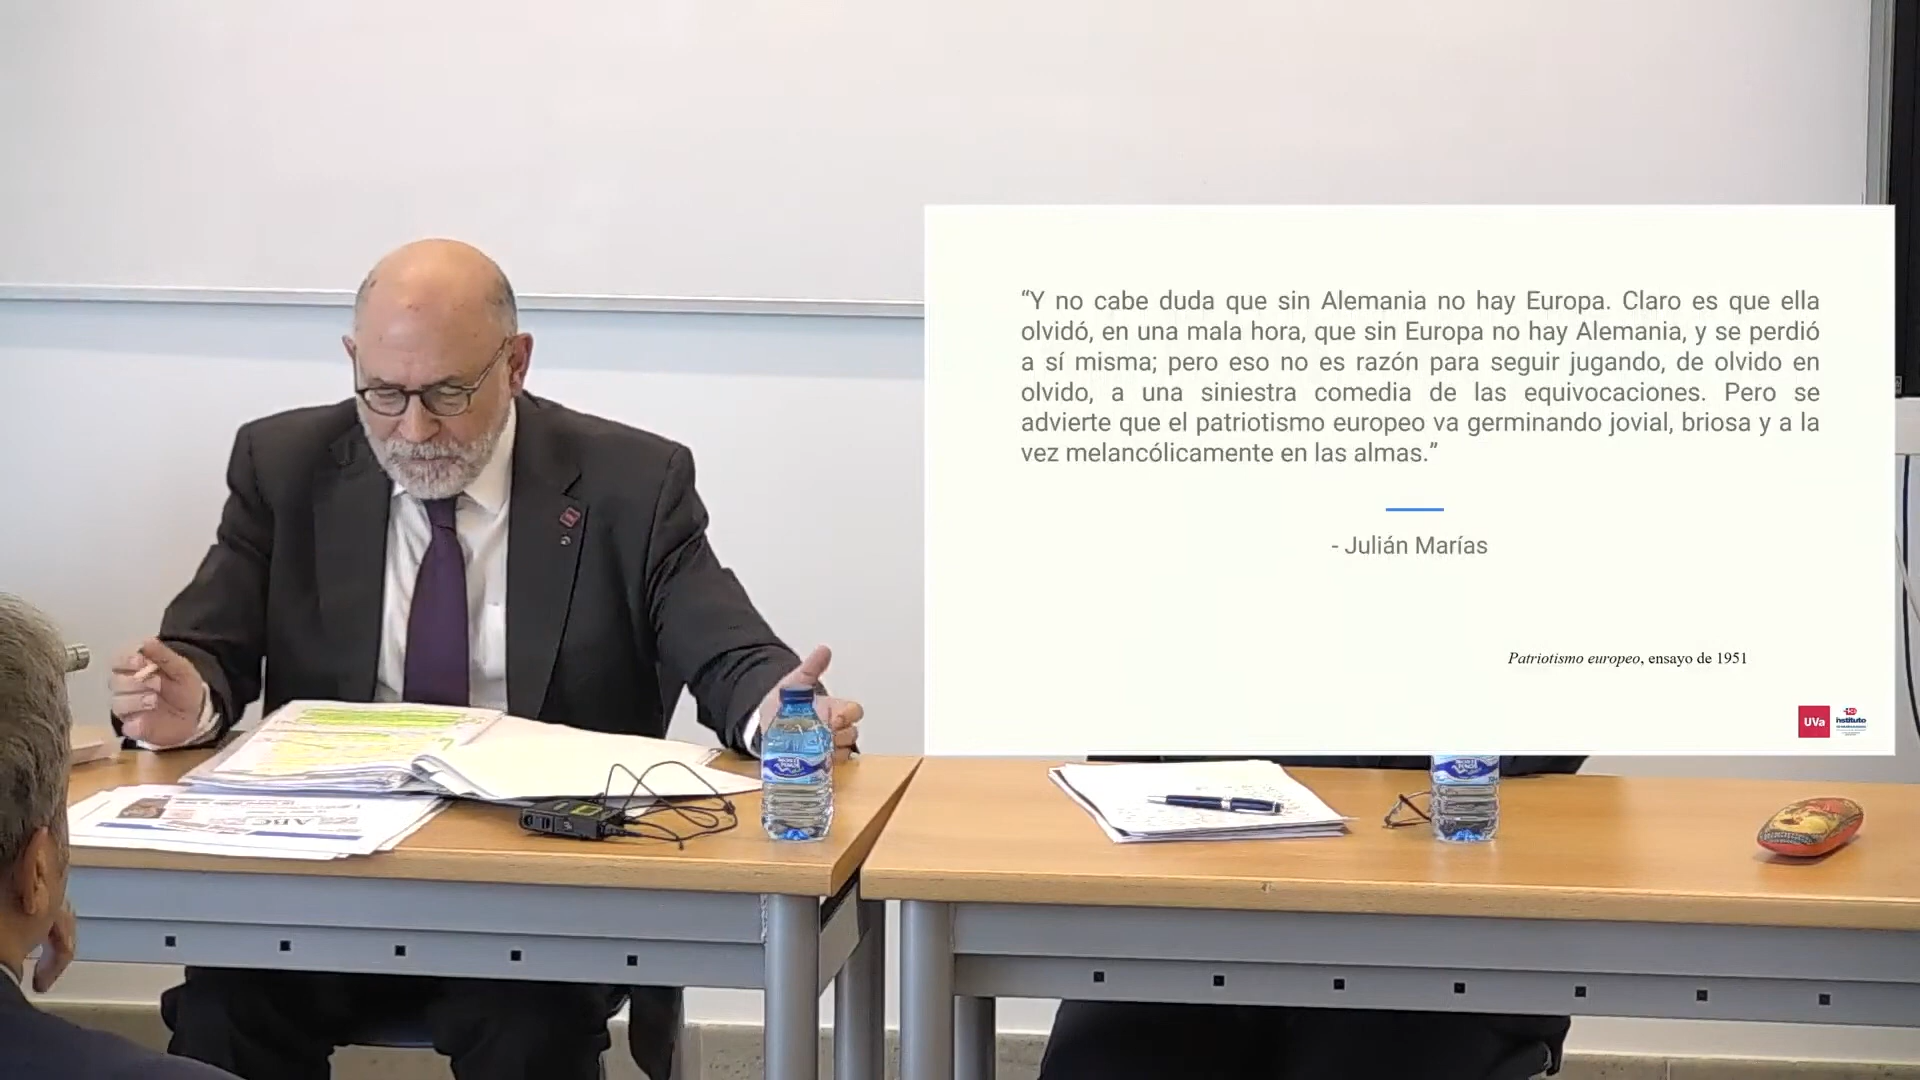 “Y no cabe duda que sin Alemania no hay Europa. Claro es que ella
olvidó, en una mala hora, que sin Europa no hay Alemania, y se perdió
a sí misma; pero eso no es razón para seguir jugando, de olvido en
olvido, a una siniestra comedia de las equivocaciones. Pero se
advierte que el patriotismo europeo va germinando jovial, briosa y a la
vez melancólicamente en las almas.”
- Julián Marías
Patriotismo europeo, ensayo de 1951
UVa
Instituto
ABC